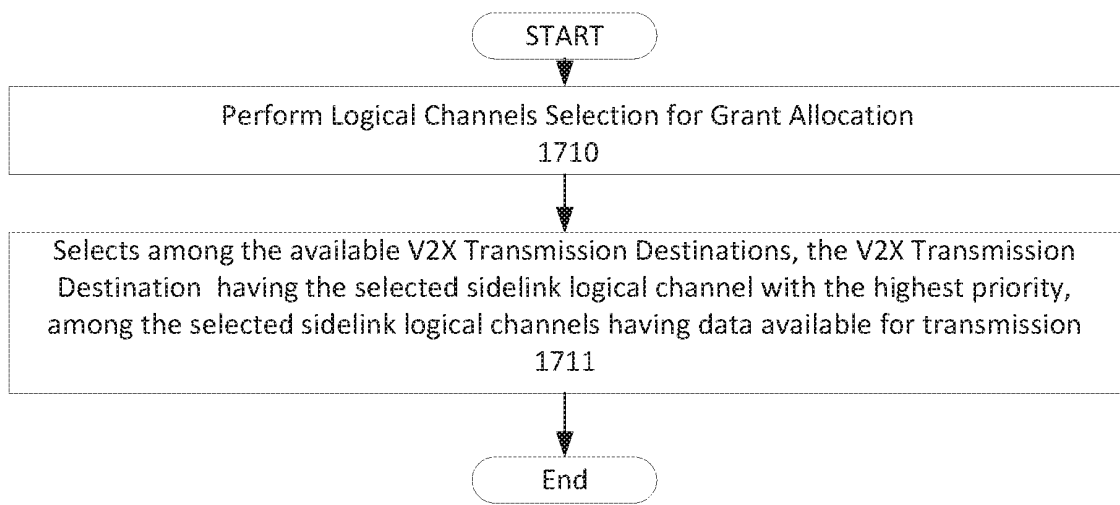 START
Perform Logical Channels Selection for Grant Allocation
1710
Selects among the available V2X Transmission Destinations, the V2X Transmission
Destination having the selected sidelink logical channel with the highest priority,
among the selected sidelink logical channels having data available for transmission
1711
End